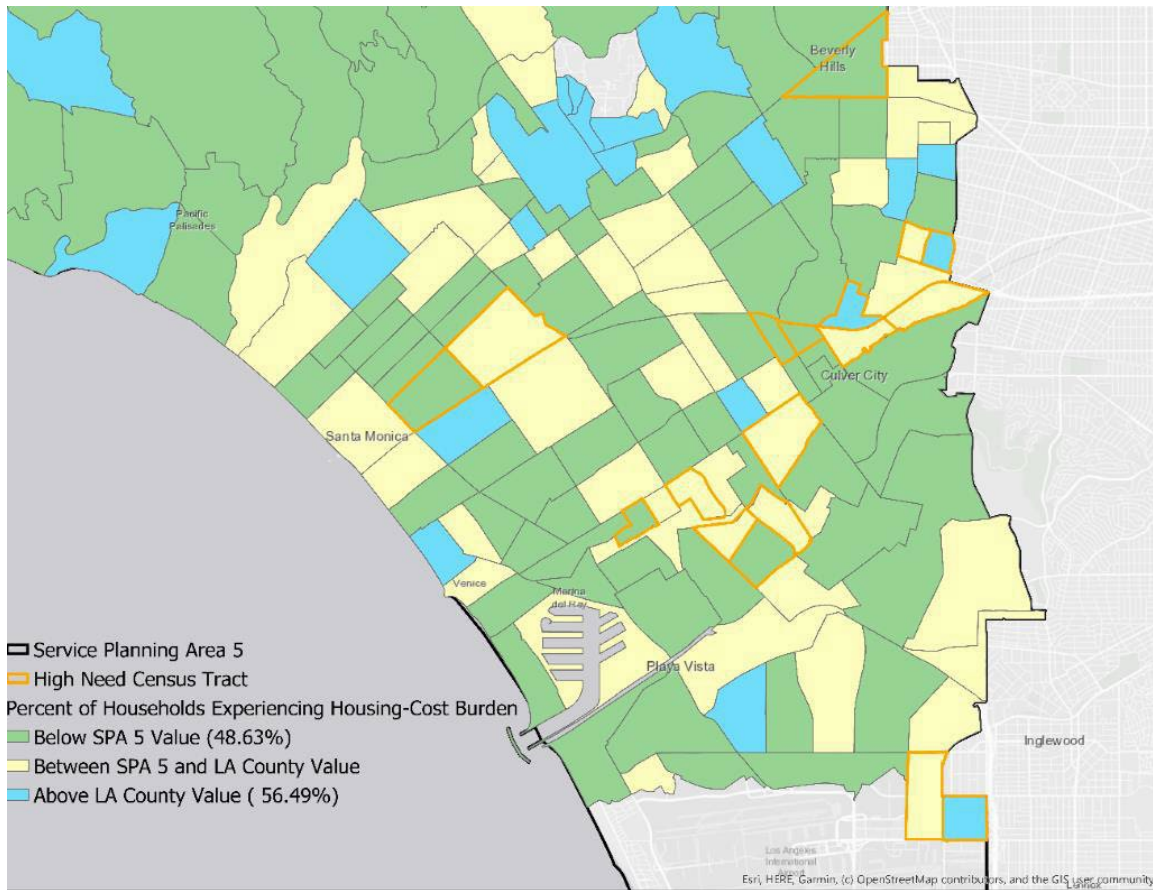 Beverly
Hills
Pacific
Palisades
Culver City
Santa Monica
Venice
Marina
del Rey
Playa Vista
Inglewood
Service Planning Area 5
High Need Census Tract
Percent of Households Experiencing Housing-Cost Burden
Below SPA 5 Value (48.63%)
Between SPA 5 and LA County Value
Above LA County Value ( 56.49%)
Los Angeles
International
Airport
Esri, HERE, Garmin, (c) OpenStreetMap contributors, and the GIS user community
Lennox